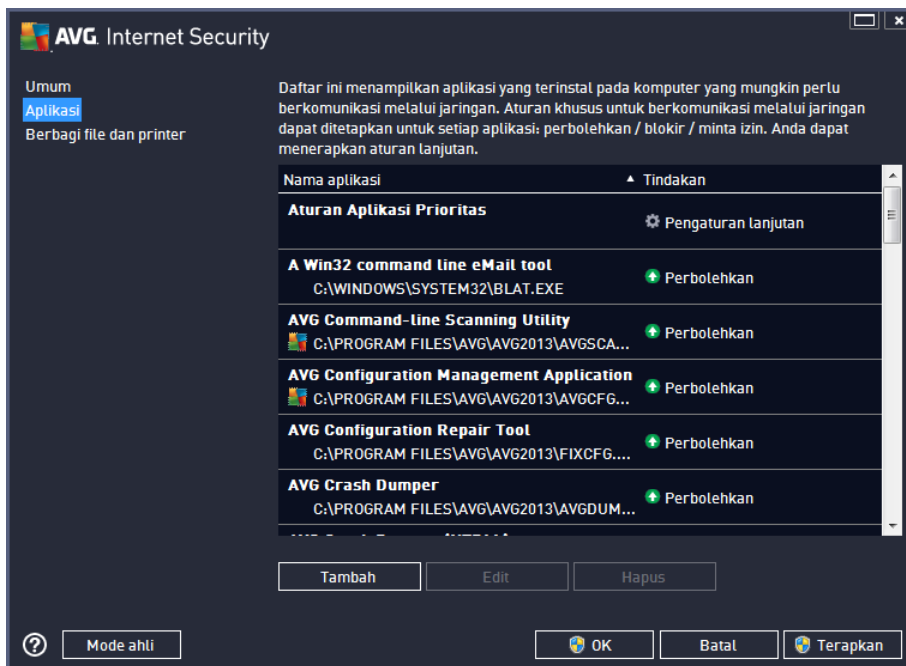 AVG. Internet Security
Umum
Aplikasi
Berbagi file dan printer
Daftar ini menampilkan aplikasi yang terinstal pada komputer yang mungkin perlu
berkomunikasi melalui jaringan. Aturan khusus untuk berkomunikasi melalui jaringan
dapat ditetapkan untuk setiap aplikasi: perbolehkan / blokir / minta izin. Anda dapat
menerapkan aturan lanjutan.
Nama aplikasi Tindakan
Aturan Aplikasi Prioritas
Pengaturan lanjutan
A Win32 command line eMail tool
C:\WINDOWS\SYSTEM32\BLAT.EXE
Perbolehkan
AVG Command-line Scanning Utility
C:\PROGRAM FILES\AVG\AVG2013\AVGSCA...
Perbolehkan
AVG Configuration Management Application
C:\PROGRAM FILES\AVG\AVG2013\AVGCFG...
Perbolehkan
AVG Configuration Repair Tool
C:\PROGRAM FILES\AVG\AVG2013\FIXCFG....
Perbolehkan
AVG Crash Dumper
C:\PROGRAM FILES\AVG\AVG2013\AVGDUM...
Perbolehkan
Tambah Edit Hapus
? Mode ahli OK Batal Terapkan